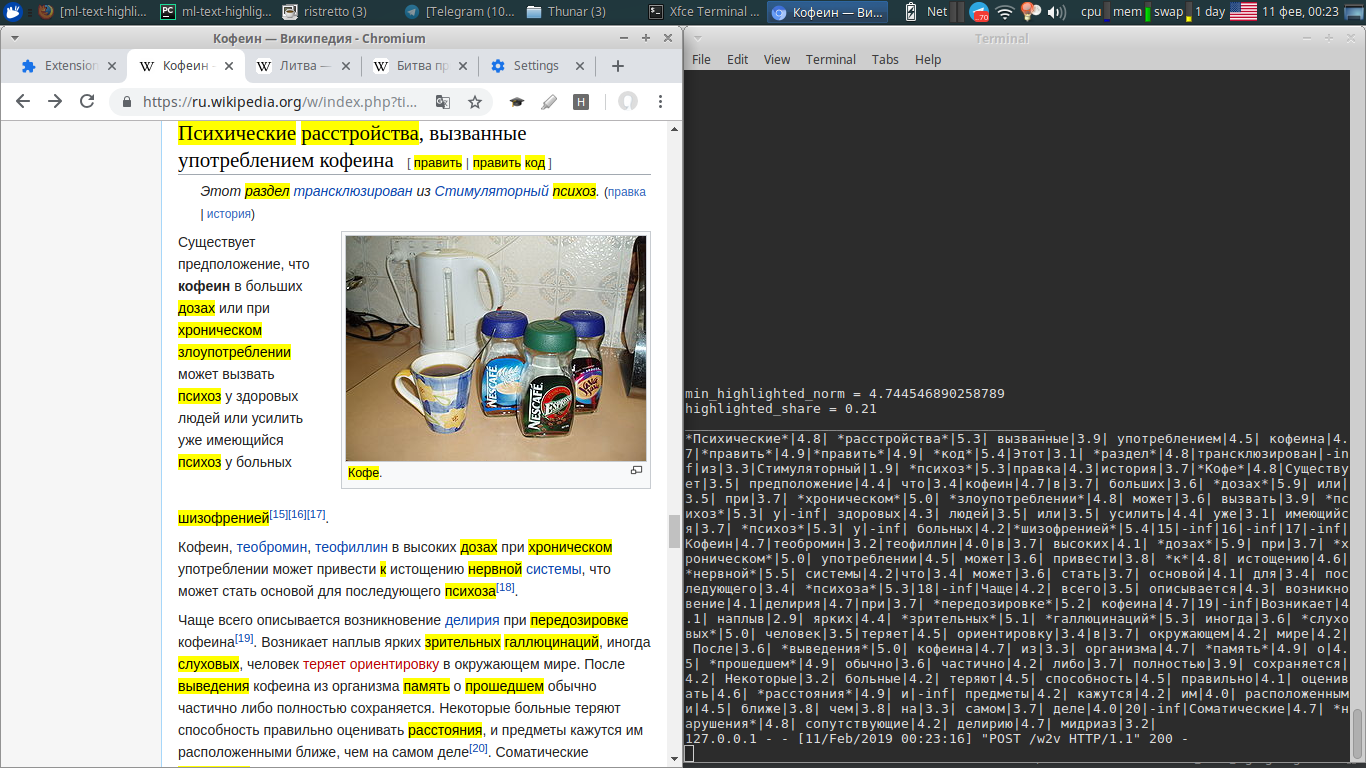 [ml-text-highli...
ml-text-highlig...
ristretto (3)
[Telegram (10...
Thunar (3)
Xfce Terminal ...
Кофеин — Ви...
Net
70
cpu
mem
swap
1 day
11 фев, 00:23
Кофеин — Википедия - Chromium
Extension
Кофеин -
Литва —
Битва пр
Settings
https://ru.wikipedia.org/w/index.php?ti...
Психические расстройства, вызванные
употреблением кофеина [ править | править код ]
Этот раздел трансклюзирован из Стимуляторный психоз. (правка
| история)
Существует
предположение, что
кофеин в больших
дозах или при
хроническом
злоупотреблении
может вызвать
психоз у здоровых
людей или усилить
уже имеющийся
психоз у больных
NESCAFÉ
NESCAFÉ
Espresso
Кофе.
шизофренией[15][16][17].
Кофеин, теобромин, теофиллин в высоких дозах при хроническом
употреблении может привести к истощению нервной системы, что
может стать основой для последующего психоза[18].
Чаще всего описывается возникновение делирия при передозировке
кофеина[19]. Возникает наплыв ярких зрительных галлюцинаций, иногда
слуховых, человек теряет ориентировку в окружающем мире. После
выведения кофеина из организма память о прошедшем обычно
частично либо полностью сохраняется. Некоторые больные теряют
способность правильно оценивать расстояния, и предметы кажутся им
расположенными ближе, чем на самом деле[20]. Соматические
Terminal
File Edit View Terminal Tabs Help
min_highlighted_norm = 4.744546890258789
highlighted_share = 0.21
*Психические*|4.8| *расстройства*|5.3| вызванные|3.9| употреблением|4.5| кофеина|4.
7|*править*|4.9|*править*|4.9| *код*|5.4|Этот|3.1| *раздел*|4.8|трансклюзирован|-in
f|из|3.3|Стимуляторный|1.9| *психоз*|5.3|правка|4.3|история|3.7|*Кофе*|4.8|Существу
ет|3.5| предположение|4.4| что|3.4|кофеин|4.7|в|3.7| больших|3.6| *дозах*|5.9| или|
3.5| при|3.7| *хроническом*|5.0| *злоупотреблении*|4.8| может|3.6| вызвать|3.9| *пс
ихоз*|5.3| у|-inf| здоровых|4.3| людей|3.5| или|3.5| усилить|4.4| уже|3.1| имеющийс
я|3.7| *психоз*|5.3| у|-inf| больных|4.2|*шизофренией*|5.4|15|-inf|16|-inf|17|-inf|
Кофеин|4.7|теобромин|3.2|теофиллин|4.0|в|3.7| высоких|4.1| *дозах*|5.9| при|3.7| *х
роническом*|5.0| употреблении|4.5| может|3.6| привести|3.8| *к*|4.8| истощению|4.6|
*нервной*|5.5| системы|4.2|что|3.4| может|3.6| стать|3.7| основой|4.1| для|3.4| пос
ледующего|3.4| *психоза*|5.3|18|-inf|Чаще|4.2| всего|3.5| описывается|4.3| возникно
вение|4.1|делирия|4.7|при|3.7| *передозировке*|5.2| кофеина|4.7|19|-inf|Возникает|4
.1| наплыв|2.9| ярких|4.4| *зрительных*|5.1| *галлюцинаций*|5.3| иногда|3.6| *слухо
вых*|5.0| человек|3.5|теряет|4.5| ориентировку|3.4|в|3.7| окружающем|4.2| мире|4.2|
После|3.6| *выведения*|5.0| кофеина|4.7| из|3.3| организма|4.7| *память*|4.9| о|4.
5| *прошедшем*|4.9| обычно|3.6| частично|4.2| либо|3.7| полностью|3.9| сохраняется|
4.2| Некоторые|3.2| больные|4.2| теряют|4.5| способность|4.5| правильно|4.1| оценив
ать|4.6| *расстояния*|4.9| и|-inf| предметы|4.2| кажутся|4.2| им|4.0| расположенным
и|4.5| ближе|3.8| чем|3.8| на|3.3| самом|3.7| деле|4.0|20|-inf|Соматические|4.7| *н
арушения*|4.8| сопутствующие|4.2| делирию|4.7| мидриаз|3.2|
127.0.0.1 - - [11/Feb/2019 00:23:16] "POST /w2v HTTP/1.1" 200 -